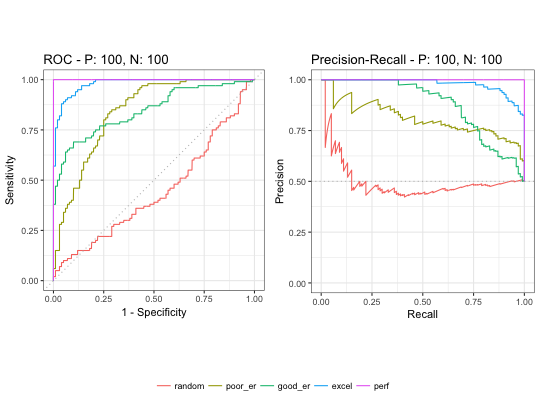 ROC - P: 100, N: 100
1.00
0.75
0.50
0.25
0.00
Sensitivity
0.00 0.25 0.50 0.75 1.00
1 - Specificity
Precision-Recall - P: 100, N: 100
1.00
0.75
0.50
0.25
0.00
Precision
0.00 0.25 0.50 0.75 1.00
Recall
random poor_er good_er excel perf